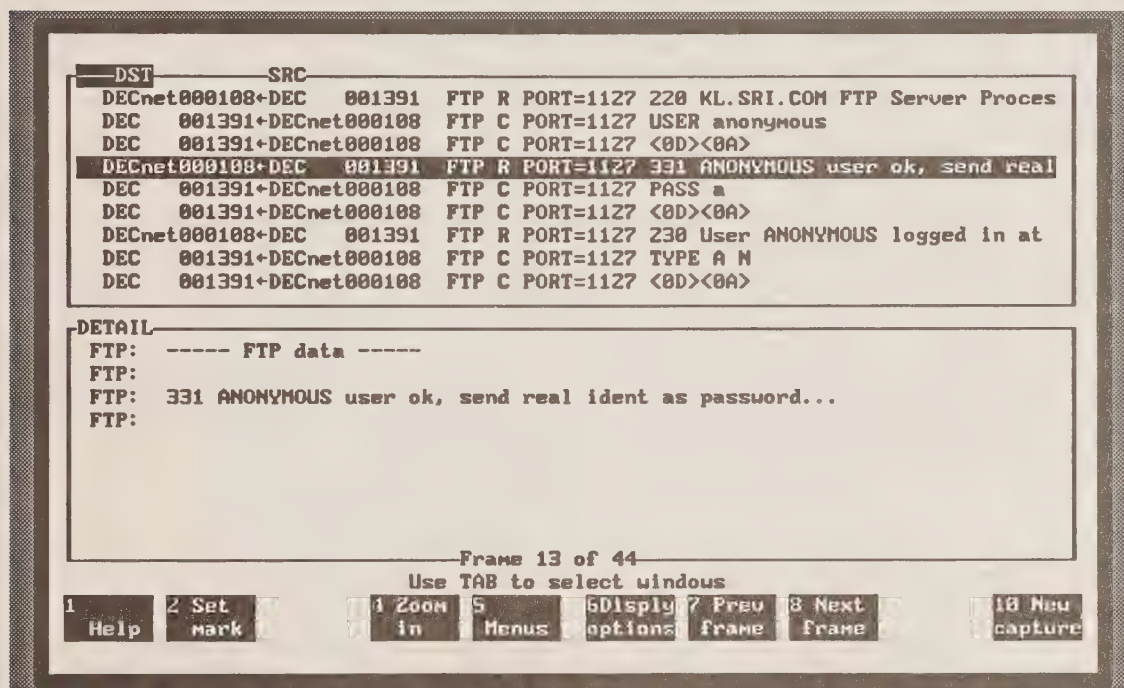 DST SRC
DECnet000108←DEC 001391 FTP R PORT=1127 220 KL.SRI.COM FTP Server Proces
DEC 001391←DECnet000108 FTP C PORT=1127 USER anonymous
DEC 001391←DECnet000108 FTP C PORT=1127 <0D><0A>
DECnet000108←DEC 001391 FTP R PORT=1127 331 ANONYMOUS user ok, send real
DEC 001391←DECnet000108 FTP C PORT=1127 PASS a
DEC 001391←DECnet000108 FTP C PORT=1127 <0D><0A>
DECnet000108←DEC 001391 FTP R PORT=1127 230 User ANONYMOUS logged in at
DEC 001391←DECnet000108 FTP C PORT=1127 TYPE A N
DEC 001391←DECnet000108 FTP C PORT=1127 <0D><0A>
DETAIL
FTP: ----- FTP data -----
FTP:
FTP: 331 ANONYMOUS user ok, send real ident as password...
FTP:
Frame 13 of 44
Use TAB to select windows
1 2 Set 4 Zoom 5 6Disply 7 Prev 8 Next 10 New
Help mark in Menus options frame frame capture